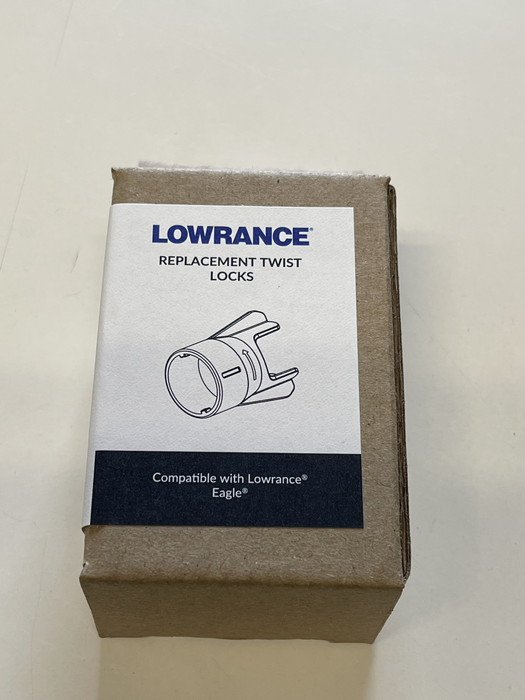 LOWRANCE®
REPLACEMENT TWIST
LOCKS
Compatible with Lowrance®
Eagle®